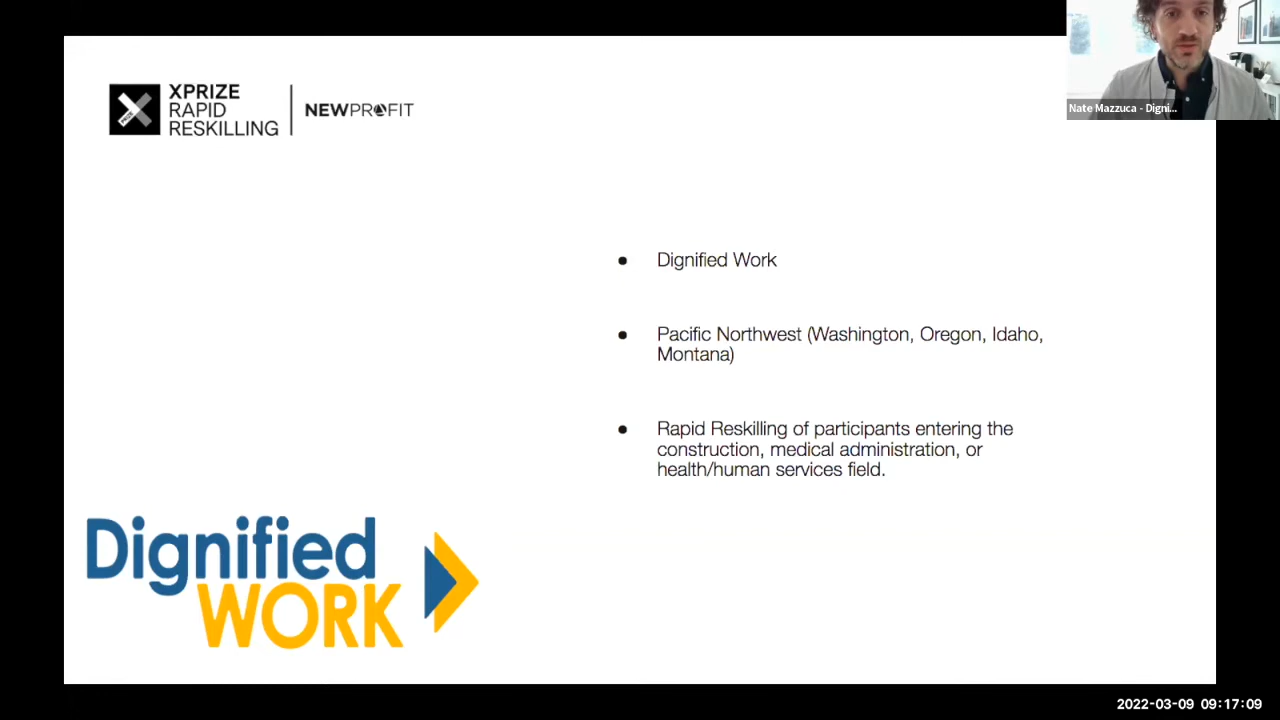 XPRIZE
RAPID
RESKILLING
NEWPROFIT
Nate Mazzuca - Digni...
• Dignified Work
• Pacific Northwest (Washington, Oregon, Idaho,
Montana)
• Rapid Reskilling of participants entering the
construction, medical administration, or
health/human services field.
Dignified
WORK
2022-03-09 09:17:09